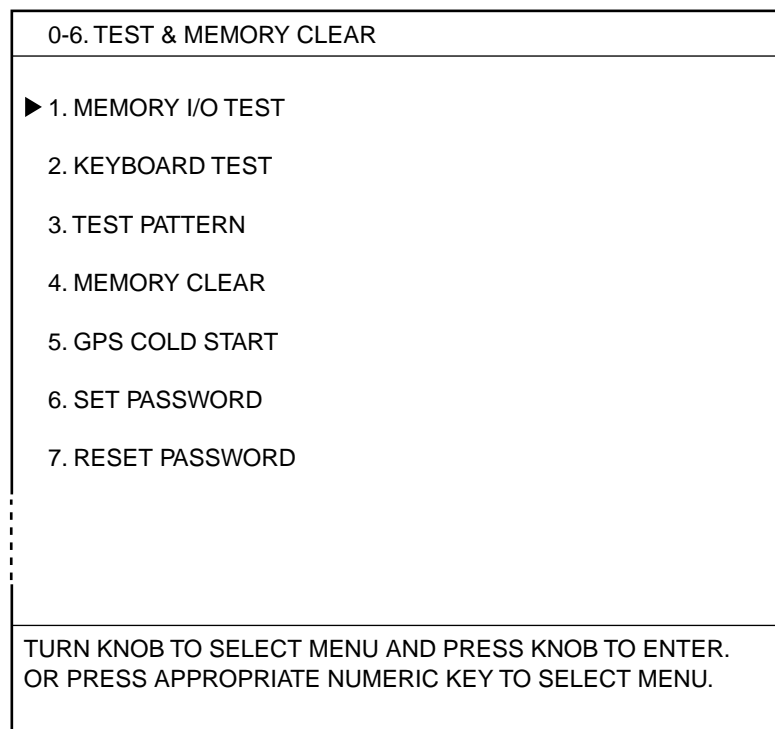 0-6. TEST & MEMORY CLEAR
1. MEMORY I/O TEST
2. KEYBOARD TEST
3. TEST PATTERN
4. MEMORY CLEAR
5. GPS COLD START
6. SET PASSWORD
7. RESET PASSWORD
TURN KNOB TO SELECT MENU AND PRESS KNOB TO ENTER.
OR PRESS APPROPRIATE NUMERIC KEY TO SELECT MENU.